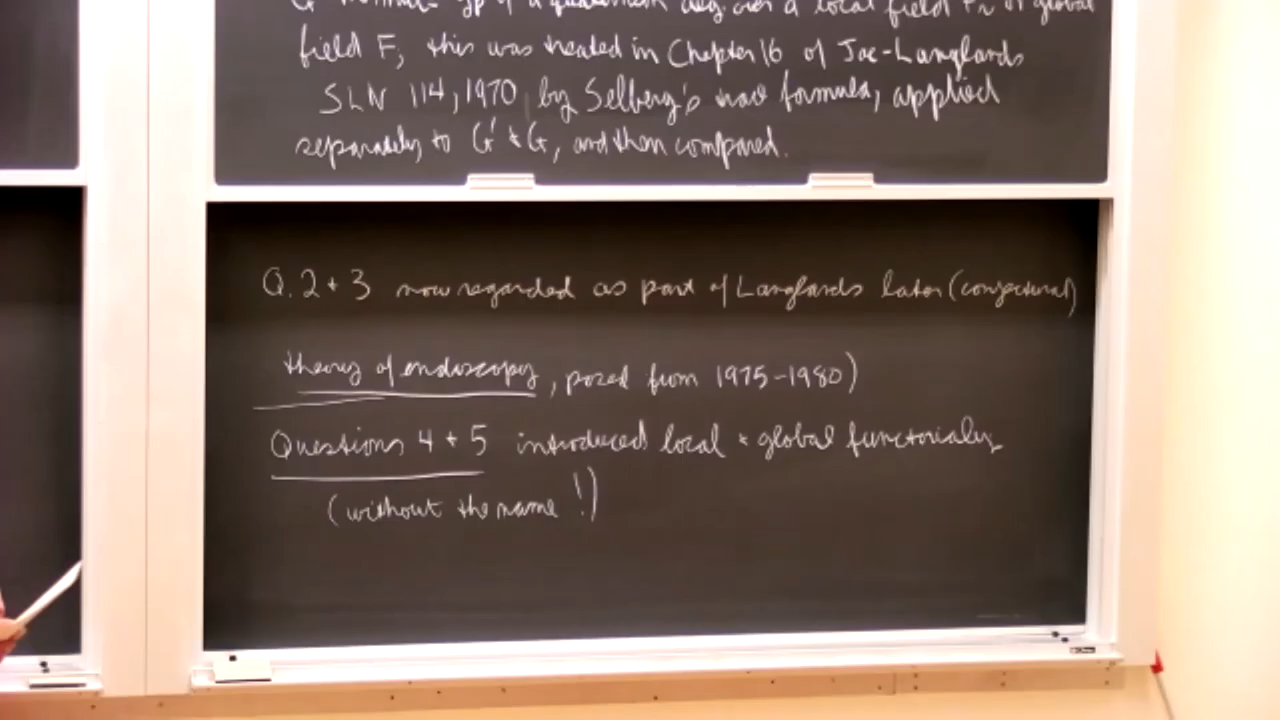 field F, this was treated in Chapter 16 of Jac-Langlands
SLN 114, 1970, by Selberg's trace formula, applied
separately to G' + G, and then compared.
Q. 2 + 3 now regarded as part of Langlands later (conjectural)
theory of endoscopy, posed from 1975-1980)
Questions 4 + 5 introduced local + global functoriality
(without the name!)